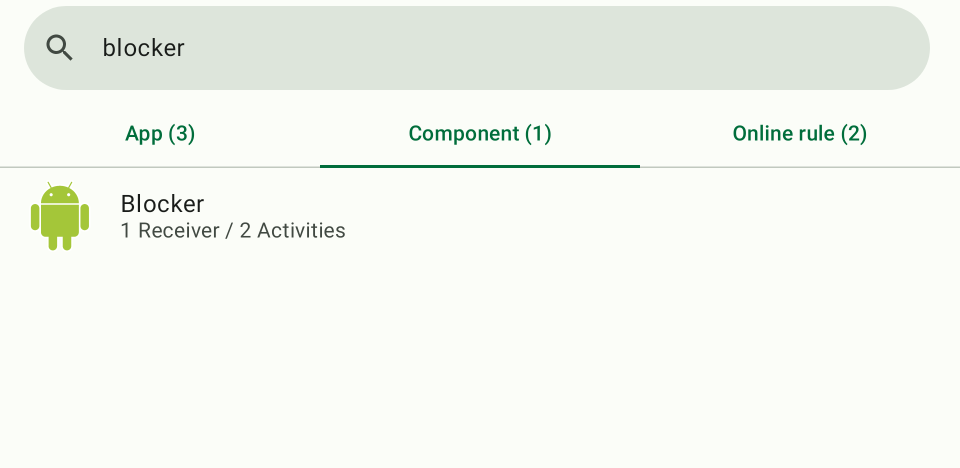 blocker
App (3)
Component (1)
Online rule (2)
Blocker
1 Receiver / 2 Activities